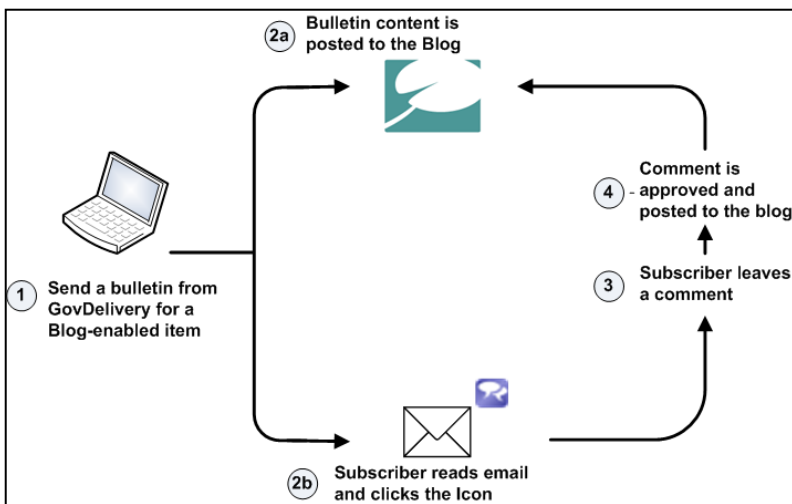 2a
Bulletin content is
posted to the Blog
1
Send a bulletin from
GovDelivery for a
Blog-enabled item
4 -
Comment is
approved and
posted to the blog
3
Subscriber leaves
a comment
2b
Subscriber reads email
and clicks the Icon